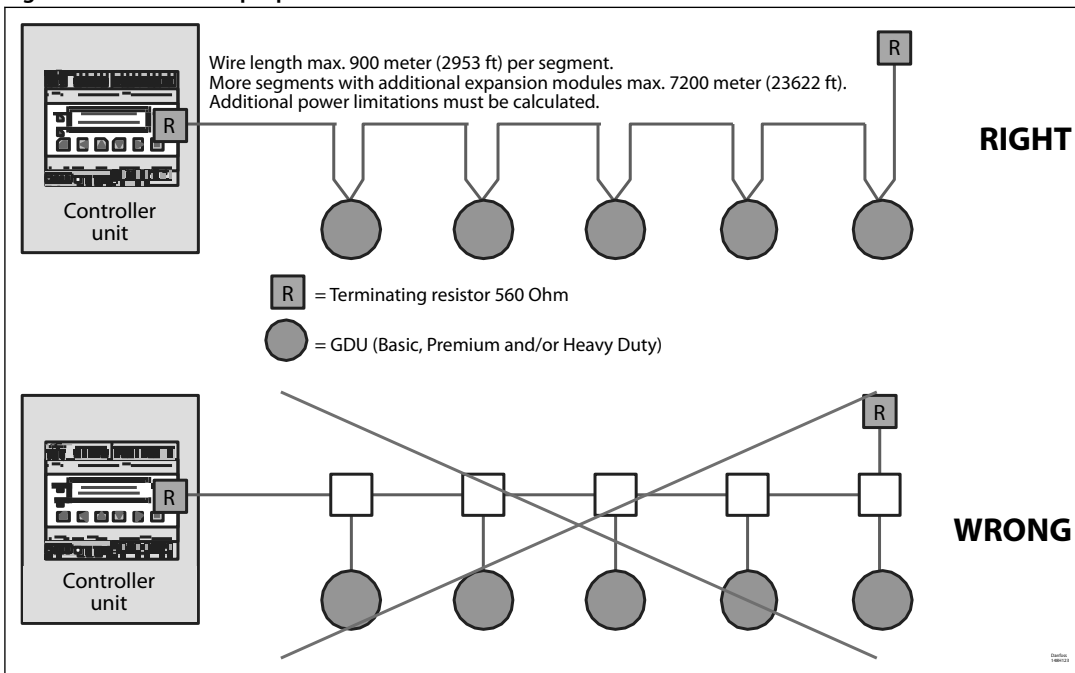 R
Wire length max. 900 meter (2953 ft) per segment.
More segments with additional expansion modules max. 7200 meter (23622 ft).
Additional power limitations must be calculated.
R
RIGHT
Controller
unit
R = Terminating resistor 560 Ohm
= GDU (Basic, Premium and/or Heavy Duty)
R
R
WRONG
Controller
unit
Danfoss